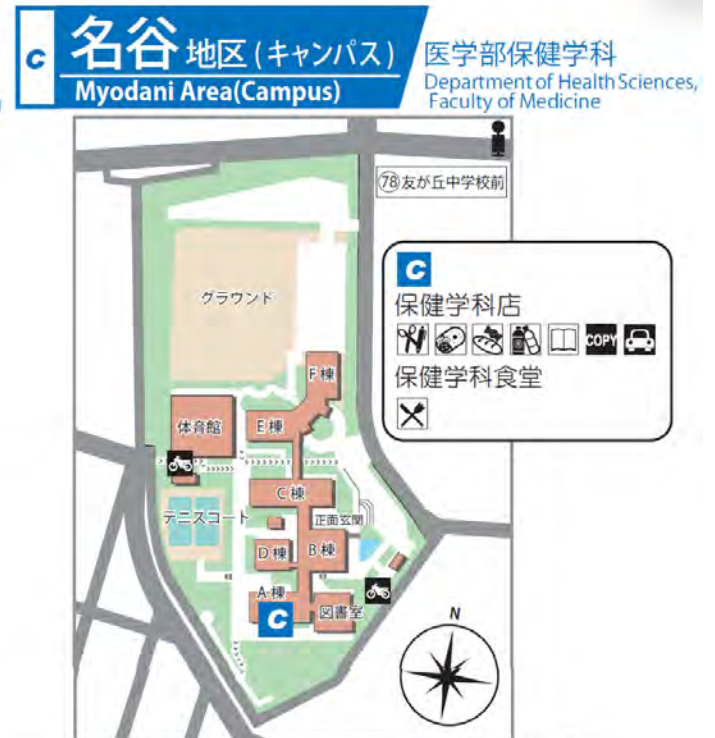 C
名谷 地区 (キャンパス)
Myodani Area(Campus)
医学部保健学科
Department of Health Sciences,
Faculty of Medicine
78 友が丘中学校前
C
保健学科店
COPY
保健学科食堂
グラウンド
F棟
体育館
E棟
C棟
テニスコート
正面玄関
D棟
B棟
A棟
C
図書室
N